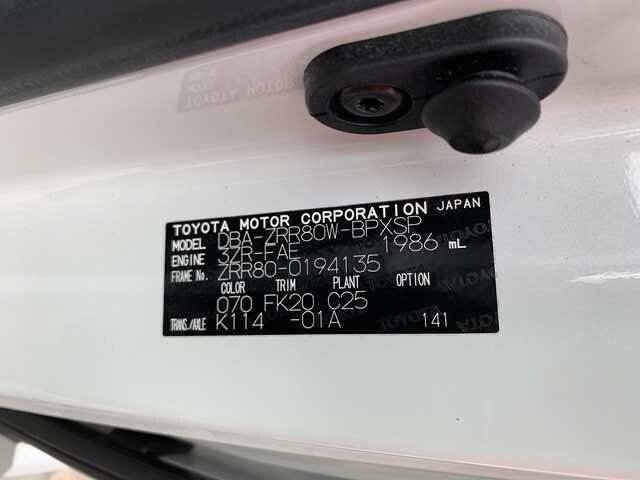 TOYOTA MOTOR CORPORATION JAPAN
MODEL DBA-ZRR80W-BPXSP
ENGINE 3ZR-FAE 1986 mL
FRAME No. ZRR80-0194135
COLOR TRIM PLANT
070 FK20 C25
TRANS./AXLE K114 -01A 141